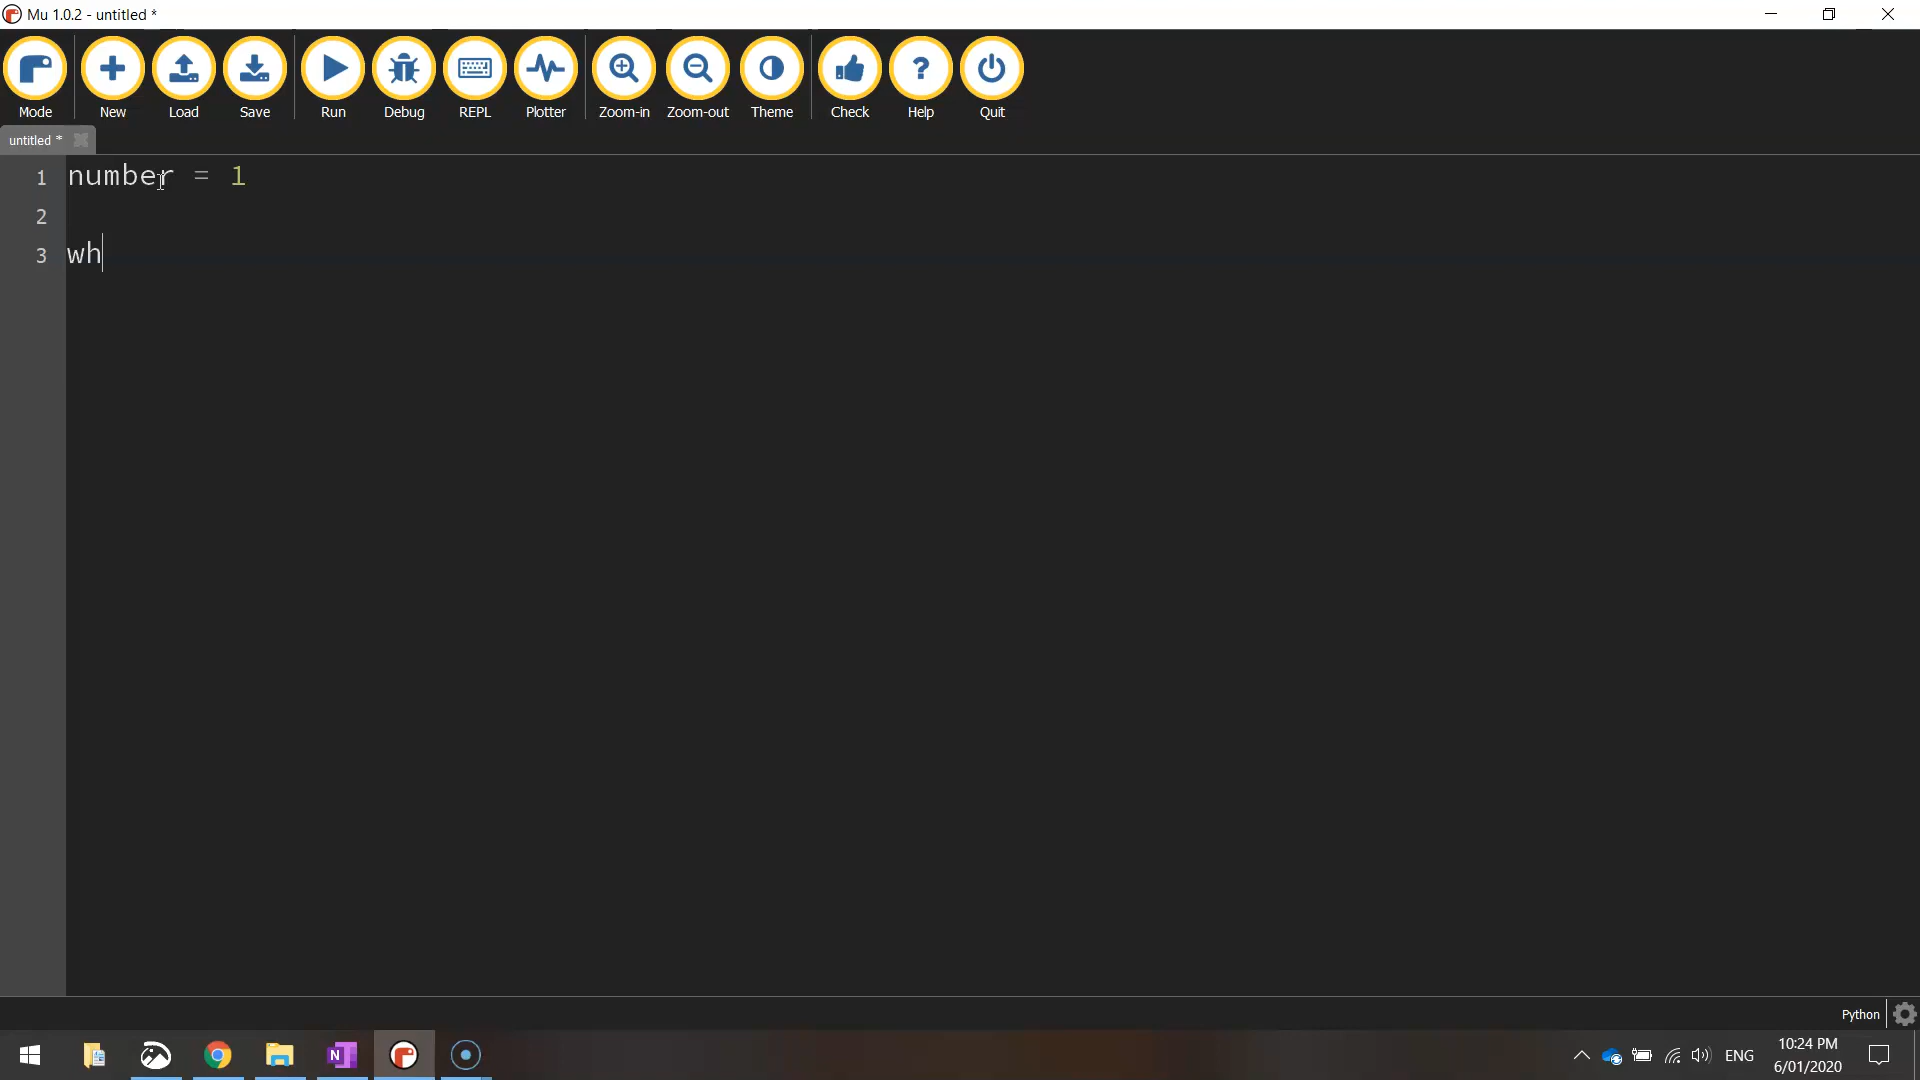 Mu 1.0.2 - untitled *
Mode New Load Save Run Debug REPL Plotter Zoom-in Zoom-out Theme Check Help Quit
untitled *
1 number = 1
2
3 wh
Python
N ENG 10:24 PM
6/01/2020